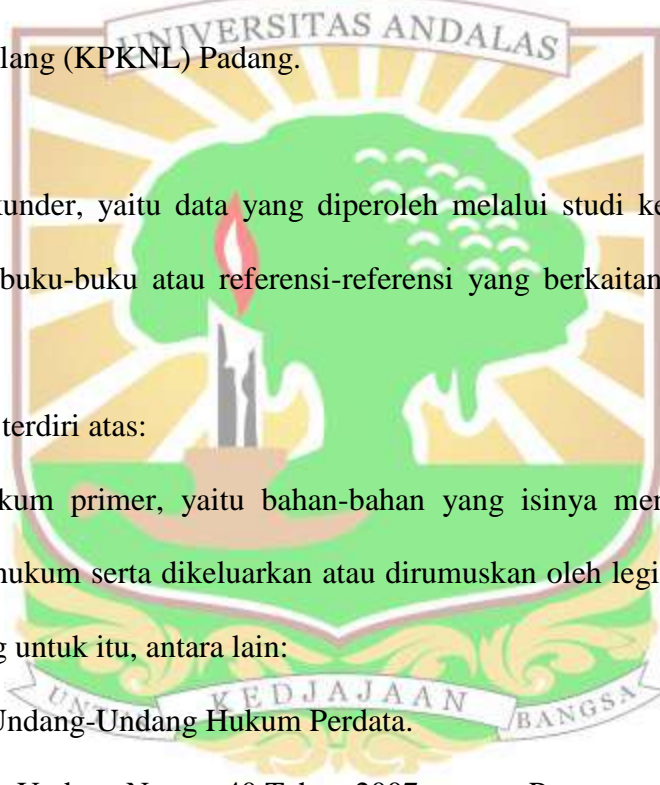 UNIVERSITAS ANDALAS
lang (KPKNL) Padang.
kunder, yaitu data yang diperoleh melalui studi ke
buku-buku atau referensi-referensi yang berkaitan
terdiri atas:
kum primer, yaitu bahan-bahan yang isinya men
hukum serta dikeluarkan atau dirumuskan oleh legi
g untuk itu, antara lain:
UNTUK KEDJAJAAN BANGSA
Undang-Undang Hukum Perdata.